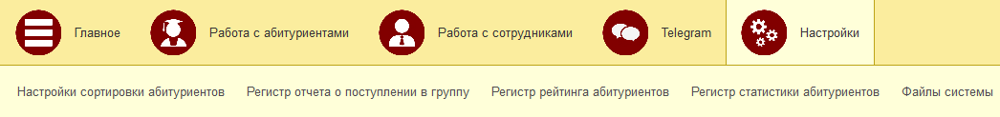 Главное Работа с абитуриентами Работа с сотрудниками Telegram Настройки
Настройки сортировки абитуриентов Регистр отчета о поступлении в группу Регистр рейтинга абитуриентов Регистр статистики абитуриентов Файлы системы